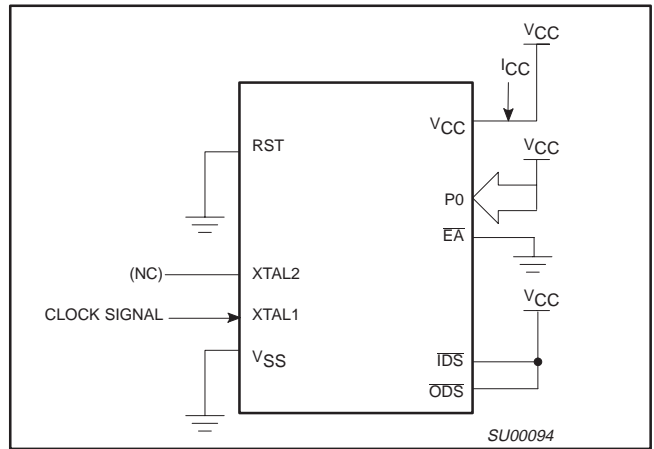 VCC
ICC
VCC
RST
VCC
P0
EA
(NC)
XTAL2
VCC
CLOCK SIGNAL
XTAL1
VSS
IDS
ODS
SU00094